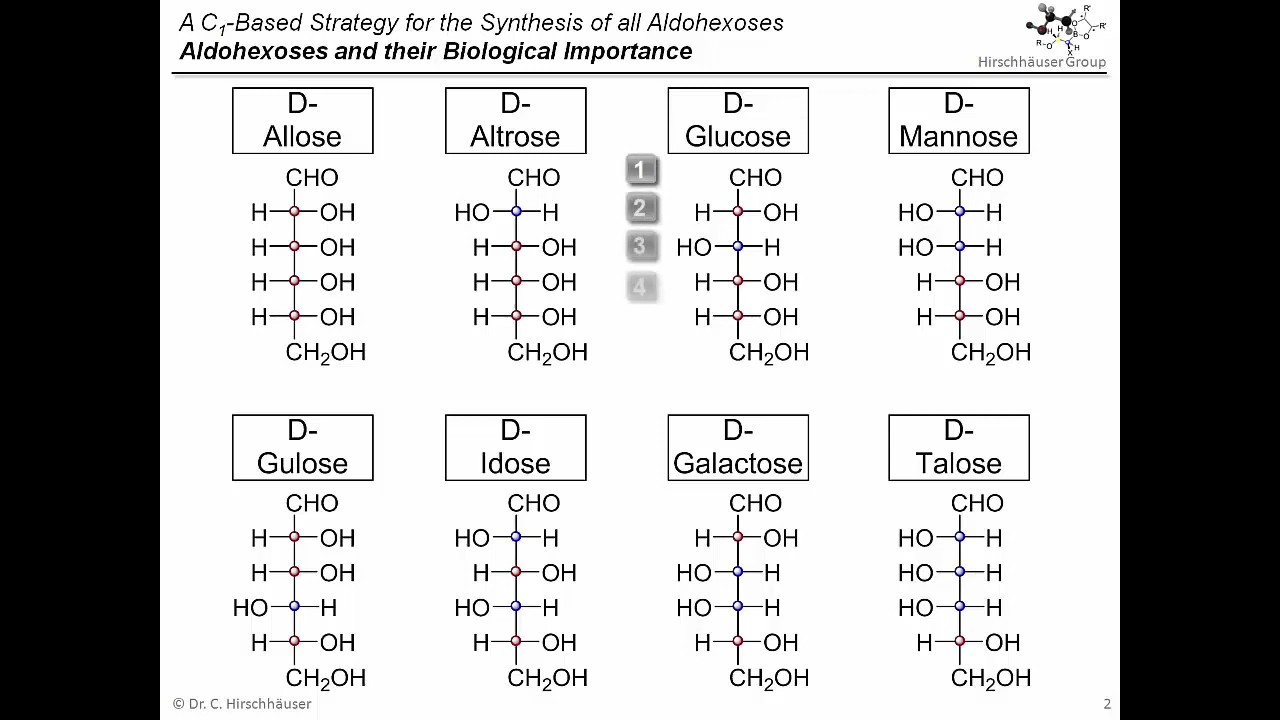 A C1-Based Strategy for the Synthesis of all Aldohexoses
Aldohexoses and their Biological Importance
Hirschhäuser Group
D-
Allose
D-
Altrose
D-
Glucose
D-
Mannose
CHO CHO 1 CHO CHO
H OH HO H 2 H OH HO H
H OH H OH 3 HO H HO H
H OH H OH 4 H OH H OH
H OH H OH H OH H OH
CH2OH CH2OH CH2OH CH2OH
D-
Gulose
D-
Idose
D-
Galactose
D-
Talose
CHO CHO CHO CHO
H OH HO H H OH HO H
H OH H OH HO H HO H
HO H HO H HO H HO H
H OH H OH H OH H OH
CH2OH CH2OH CH2OH CH2OH
© Dr. C. Hirschhäuser
2